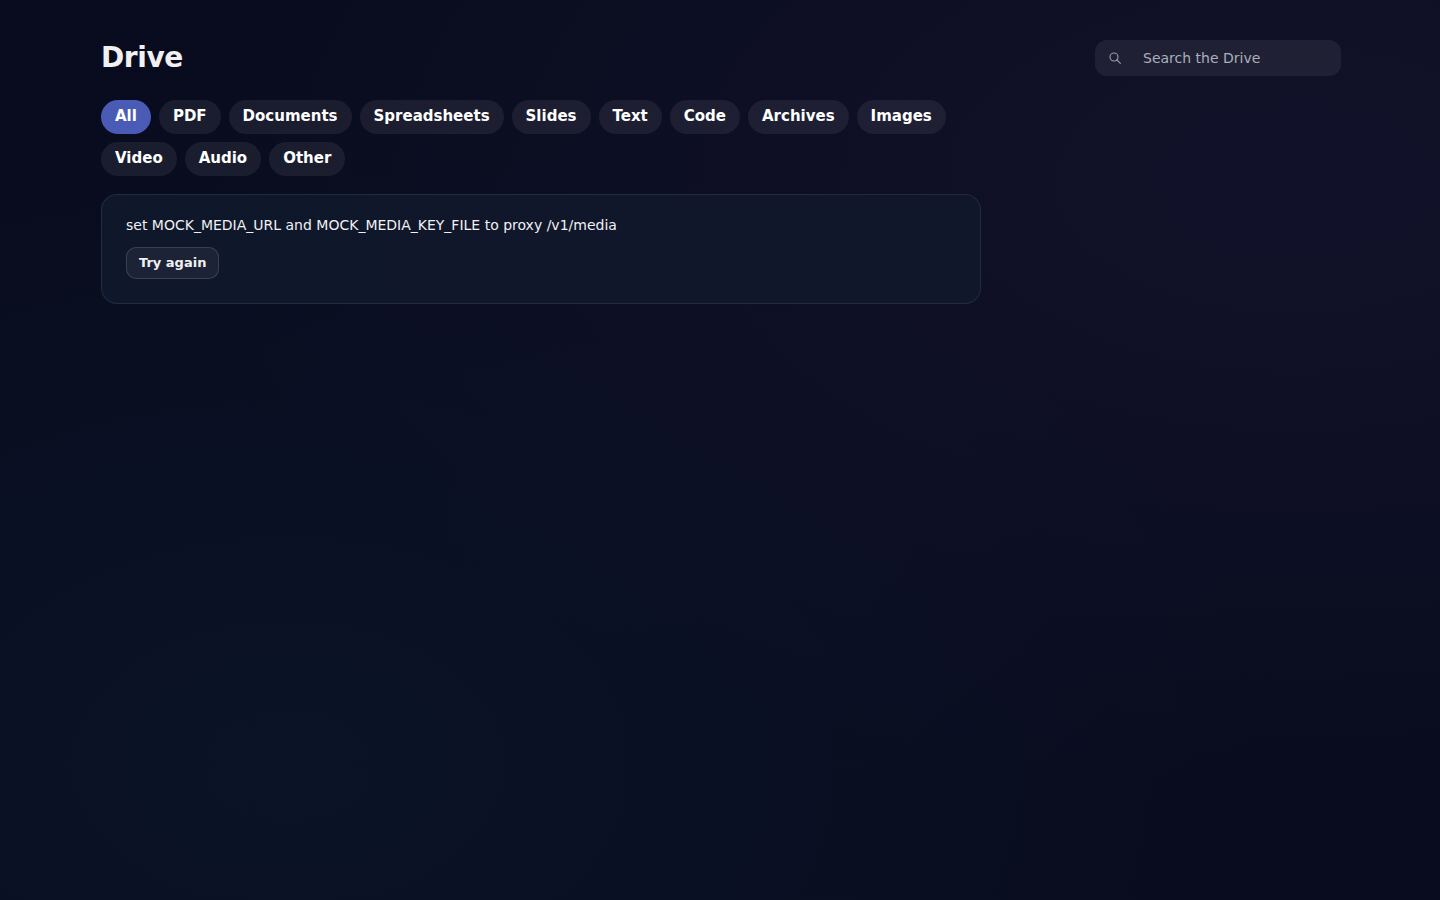 Drive
Search the Drive
All PDF Documents Spreadsheets Slides Text Code Archives Images
Video Audio Other
set MOCK_MEDIA_URL and MOCK_MEDIA_KEY_FILE to proxy /v1/media
Try again